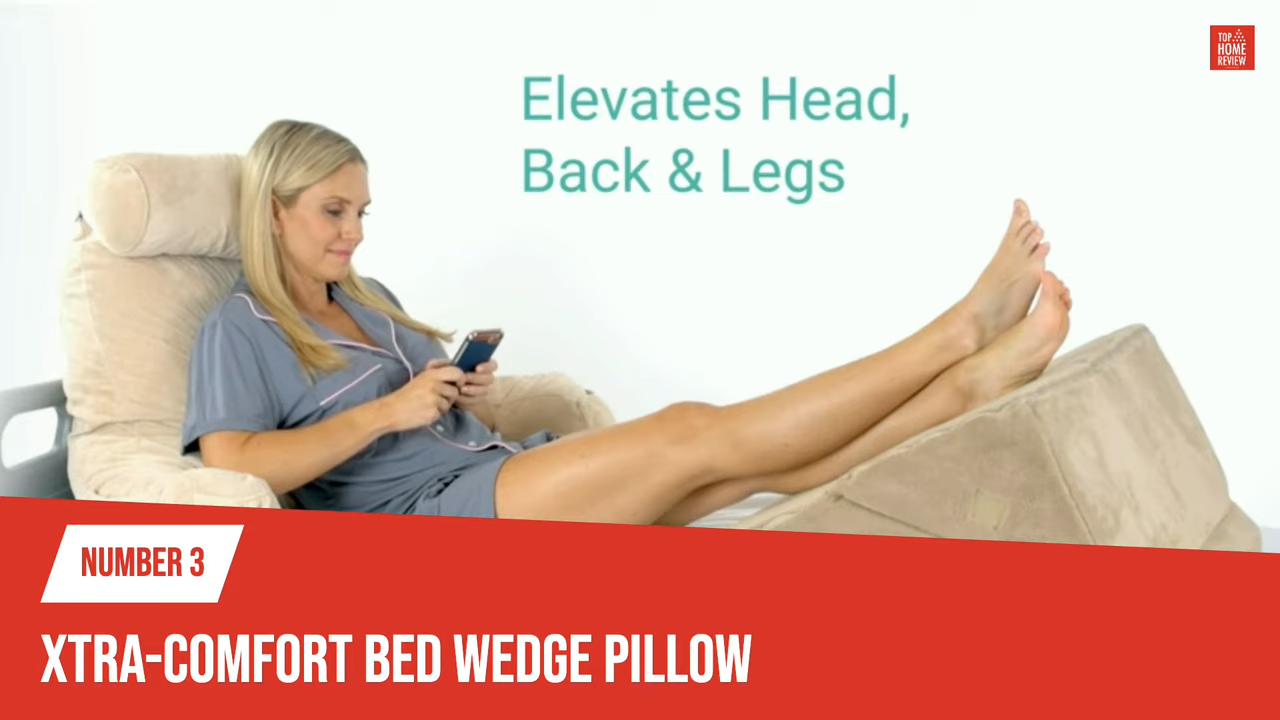 TOP
HOME
REVIEW
Elevates Head,
Back & Legs
NUMBER 3
XTRA-COMFORT BED WEDGE PILLOW